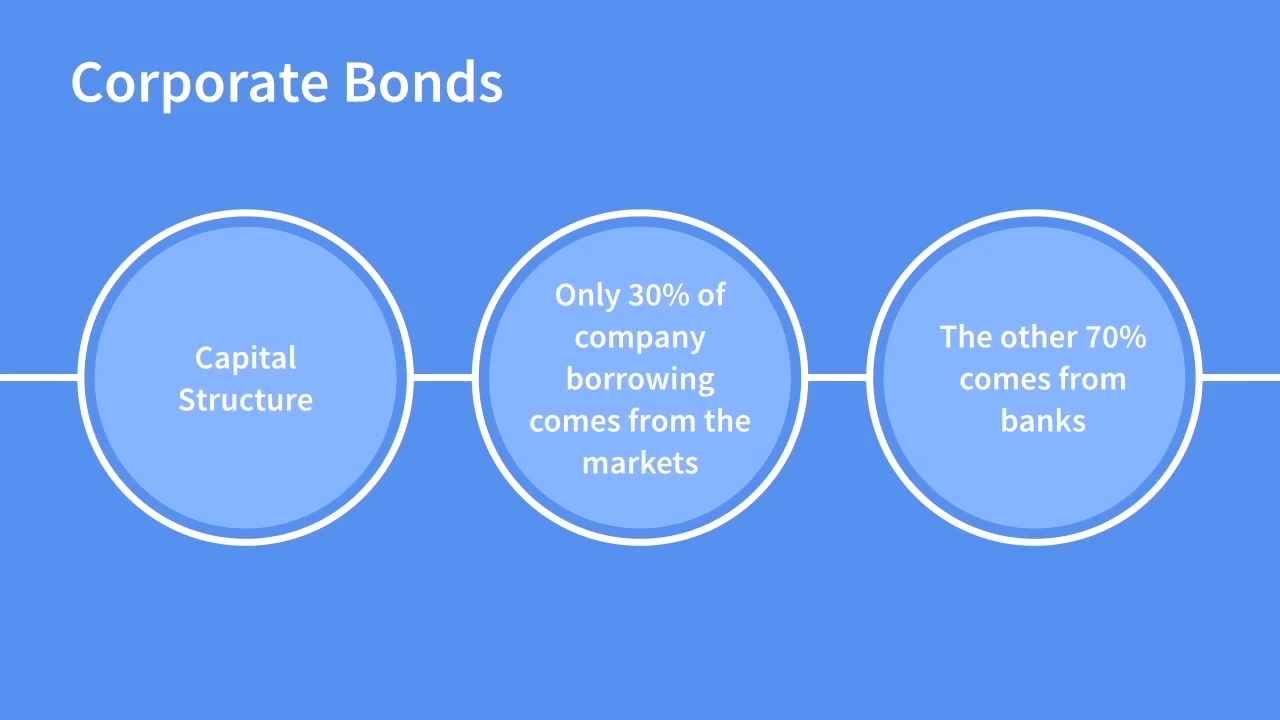 Corporate Bonds
Capital
Structure
Only 30% of
company
borrowing
comes from the
markets
The other 70%
comes from
banks